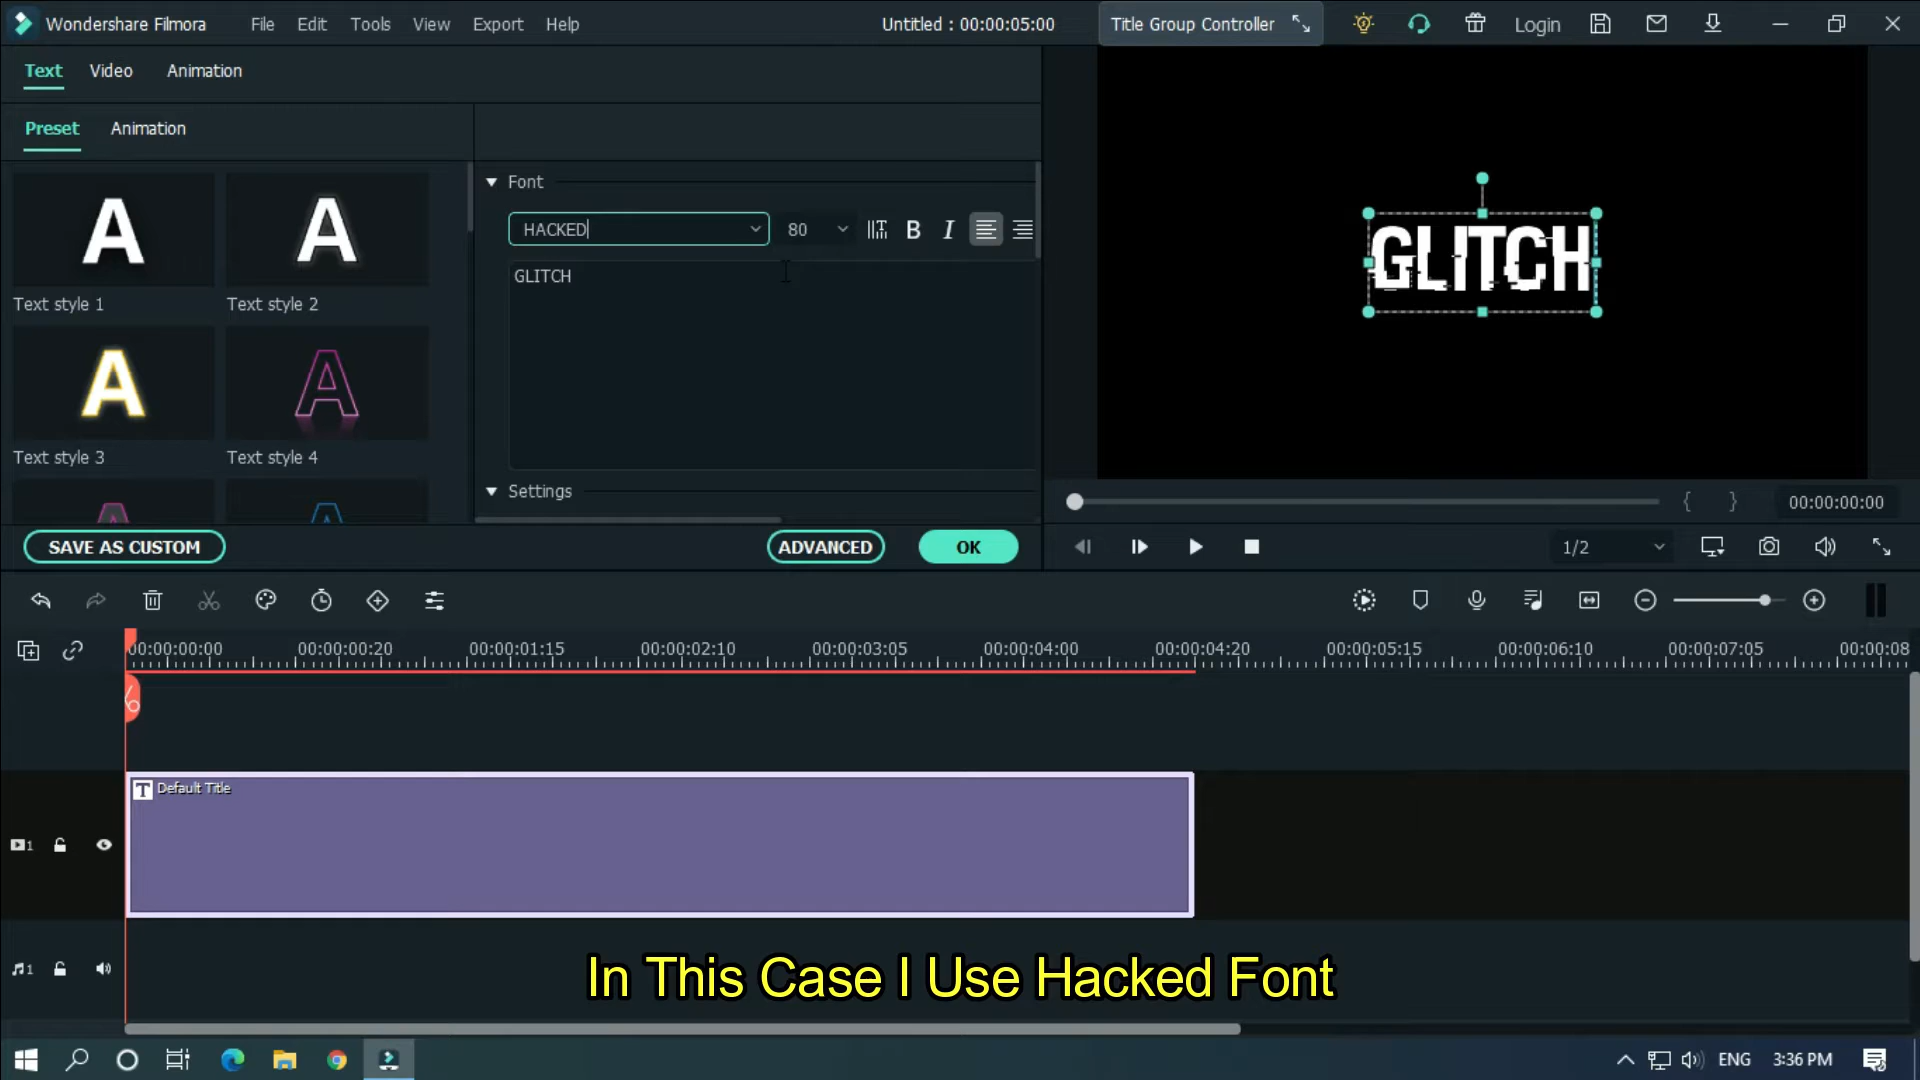 Wondershare Filmora File Edit Tools View Export Help Untitled : 00:00:05:00 Title Group Controller Login
Text Video Animation
Preset Animation
Font
HACKED 80 B I
GLITCH
A A
Text style 1 Text style 2
A A
Text style 3 Text style 4
Settings
SAVE AS CUSTOM ADVANCED OK
GLITCH
{ } 00:00:00:00
1/2
00:00:00:00 00:00:00:20 00:00:01:15 00:00:02:10 00:00:03:05 00:00:04:00 00:00:04:20 00:00:05:15 00:00:06:10 00:00:07:05 00:00:08
T Default Title
1
1
In This Case I Use Hacked Font
ENG 3:36 PM